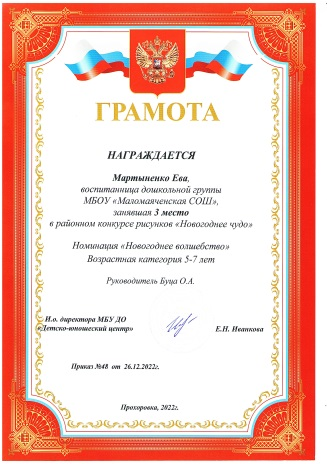 ГРАМОТА
НАГРАЖДАЕТСЯ
Мартыненко Ева,
воспитанница дошкольной группы
МБОУ «Маломаяченская СОШ»,
занявшая 3 место
в районном конкурсе рисунков «Новогоднее чудо»
Номинация «Новогоднее волшебство»
Возрастная категория 5-7 лет
Руководитель Буца О.А.
И.о. директора МБУ ДО
«Детско-юношеский центр» Е.Н. Иванкова
Приказ №48 от 26.12.2022г.
Прохоровка, 2022г.